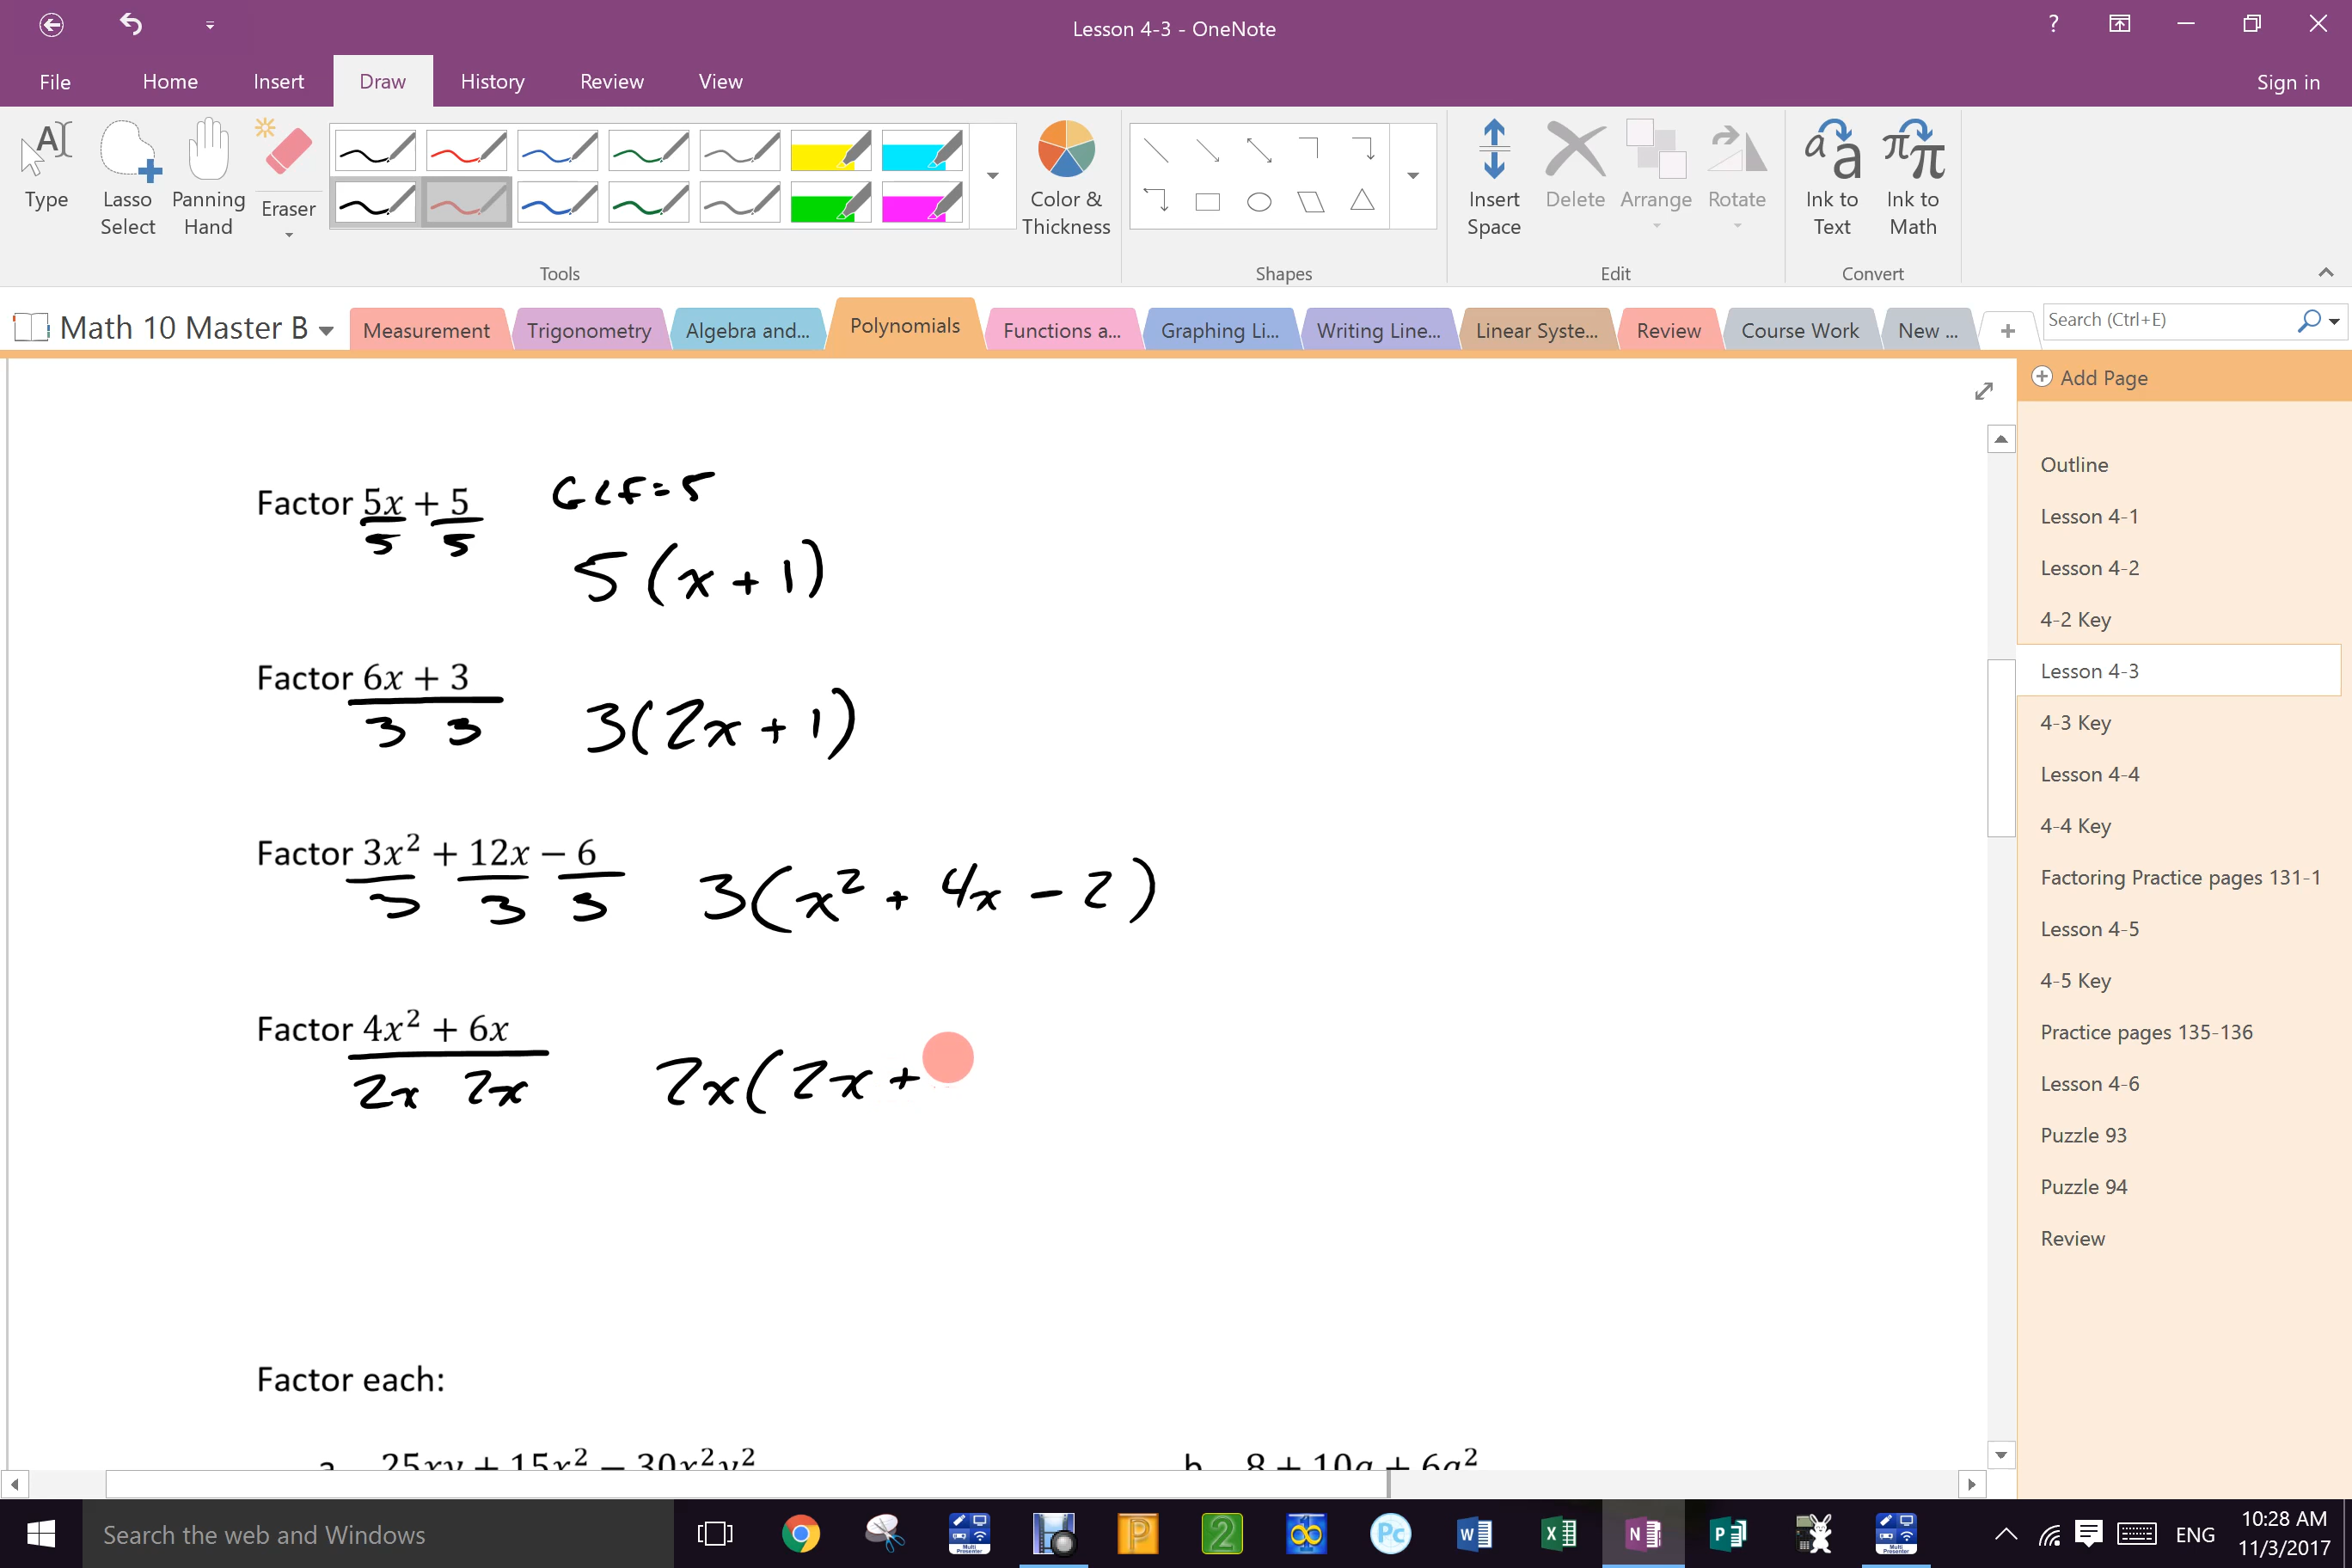 Lesson 4-3 - OneNote
File Home Insert Draw History Review View Sign in
Type Lasso Select Panning Hand Eraser Color & Thickness Insert Space Delete Arrange Rotate Ink to Text Ink to Math
Tools Shapes Edit Convert
Math 10 Master B Measurement Trigonometry Algebra and... Polynomials Functions a... Graphing Li... Writing Line... Linear Syste... Review Course Work New ... Search (Ctrl+E)
Add Page
Outline
Lesson 4-1
Lesson 4-2
4-2 Key
Lesson 4-3
4-3 Key
Lesson 4-4
4-4 Key
Factoring Practice pages 131-1
Lesson 4-5
4-5 Key
Practice pages 135-136
Lesson 4-6
Puzzle 93
Puzzle 94
Review
Factor 5x + 5 GCF = 5
5 5
5 (x + 1)
Factor 6x + 3
3 3 3(2x + 1)
Factor 3x² + 12x − 6
3 3 3 3(x² + 4x − 2)
Factor 4x² + 6x
2x 2x 2x(2x +
Factor each:
a 25xy + 15x² − 30x²y² b 8 + 10a + 6a²
Search the web and Windows
ENG
10:28 AM
11/3/2017